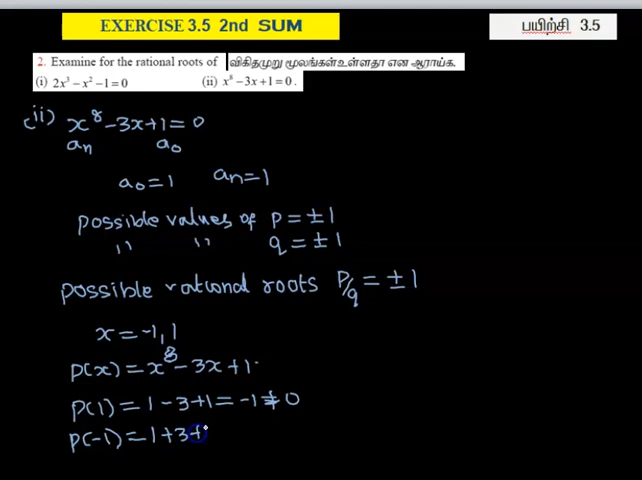 EXERCISE 3.5 2nd SUM
பயிற்சி 3.5
2. Examine for the rational roots of விகிதமுறு மூலங்கள் உள்ளதா என ஆராய்க.
(i) 2x³ − x² − 1 = 0 (ii) x⁸ − 3x + 1 = 0.
(ii) x⁸ - 3x + 1 = 0
aₙ a₀
a₀ = 1 aₙ = 1
possible values of p = ±1
" " q = ±1
possible rational roots p/q = ±1
x = -1, 1
p(x) = x⁸ - 3x + 1.
p(1) = 1 - 3 + 1 = -1 ≠ 0
p(-1) = 1 + 3 +